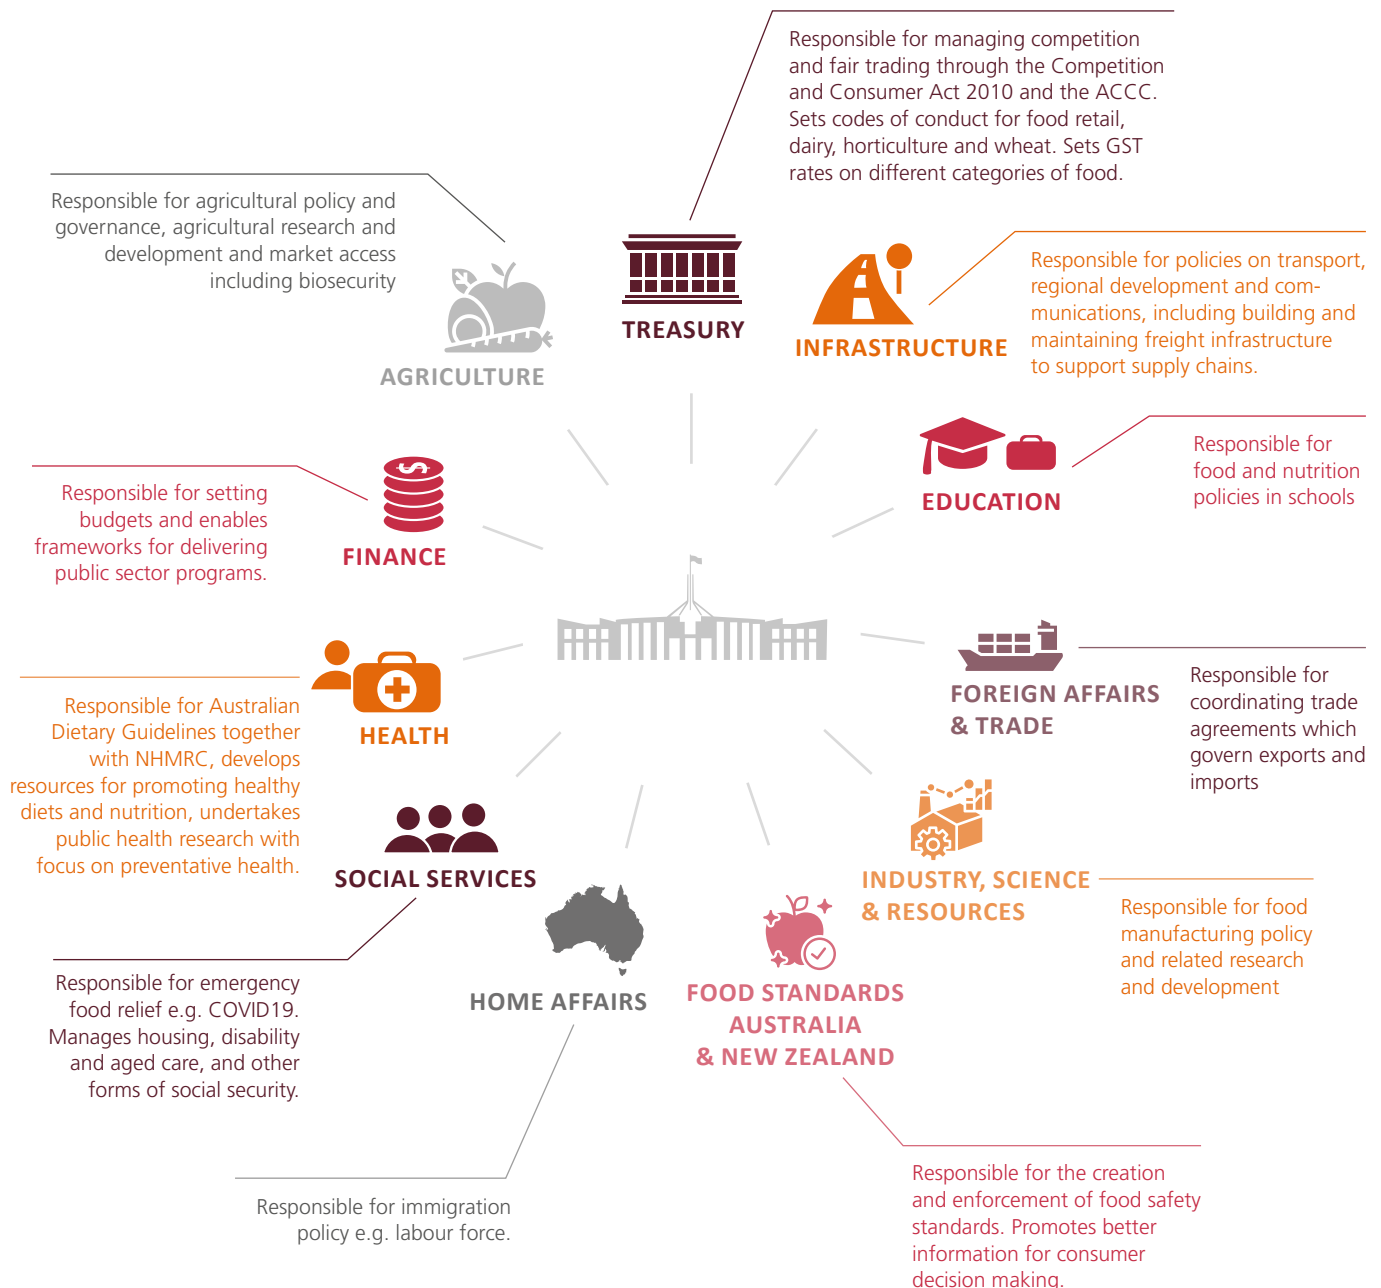 Responsible for managing competition
and fair trading through the Competition
and Consumer Act 2010 and the ACCC.
Sets codes of conduct for food retail,
dairy, horticulture and wheat. Sets GST
rates on different categories of food.
TREASURY
Responsible for policies on transport,
regional development and com-
munications, including building and
maintaining freight infrastructure
to support supply chains.
INFRASTRUCTURE
Responsible for
food and nutrition
policies in schools
EDUCATION
Responsible for
coordinating trade
agreements which
govern exports and
imports
FOREIGN AFFAIRS
& TRADE
INDUSTRY, SCIENCE
& RESOURCES
Responsible for food
manufacturing policy
and related research
and development
FOOD STANDARDS
AUSTRALIA
& NEW ZEALAND
Responsible for the creation
and enforcement of food safety
standards. Promotes better
information for consumer
decision making.
HOME AFFAIRS
Responsible for immigration
policy e.g. labour force.
SOCIAL SERVICES
Responsible for emergency
food relief e.g. COVID19.
Manages housing, disability
and aged care, and other
forms of social security.
HEALTH
Responsible for Australian
Dietary Guidelines together
with NHMRC, develops
resources for promoting healthy
diets and nutrition, undertakes
public health research with
focus on preventative health.
$
FINANCE
Responsible for setting
budgets and enables
frameworks for delivering
public sector programs.
Responsible for agricultural policy and
governance, agricultural research and
development and market access
including biosecurity
AGRICULTURE